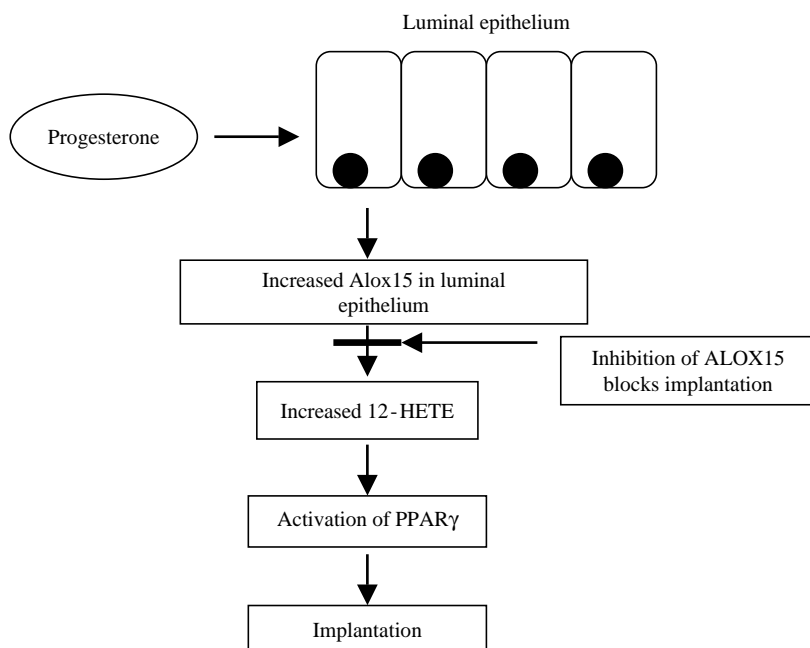 Luminal epithelium
Progesterone
Increased Alox15 in luminal
epithelium
Inhibition of ALOX15
blocks implantation
Increased 12-HETE
Activation of PPARγ
Implantation